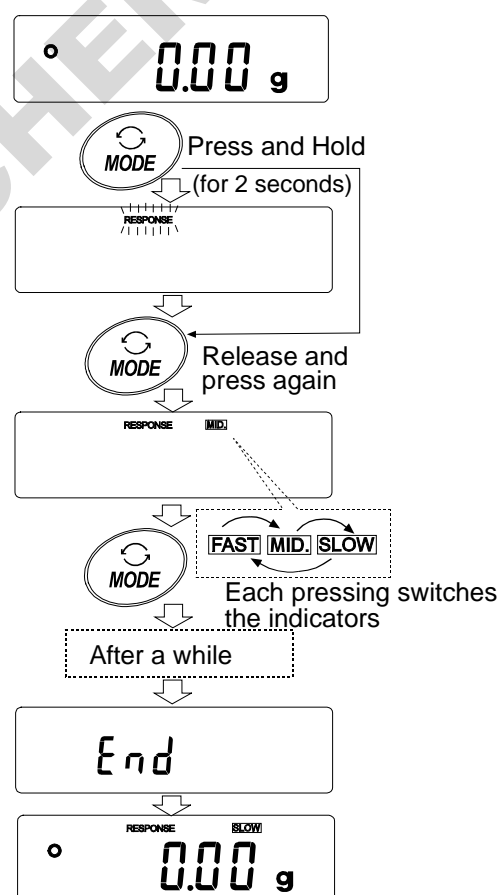 0.00 g
MODE
Press and Hold
(for 2 seconds)
RESPONSE
MODE
Release and
press again
RESPONSE MID.
FAST MID. SLOW
MODE
Each pressing switches
the indicators
After a while
End
RESPONSE SLOW
0.00 g